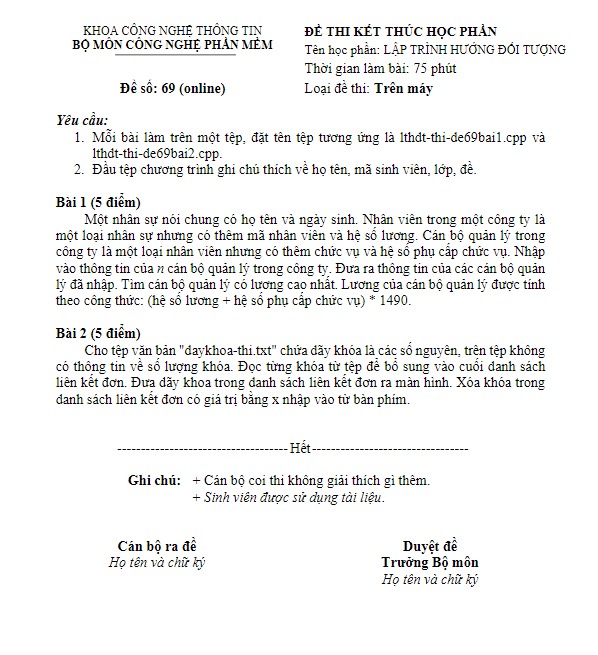 KHOA CÔNG NGHỆ THÔNG TIN
BỘ MÔN CÔNG NGHỆ PHẦN MỀM
Đề số: 69 (online)
ĐỀ THI KẾT THÚC HỌC PHẦN
Tên học phần: LẬP TRÌNH HƯỚNG ĐỐI TƯỢNG
Thời gian làm bài: 75 phút
Loại đề thi: Trên máy
Yêu cầu:
1. Mỗi bài làm trên một tệp, đặt tên tệp tương ứng là lthdt-thi-de69bai1.cpp và
lthdt-thi-de69bai2.cpp.
2. Đầu tệp chương trình ghi chú thích về họ tên, mã sinh viên, lớp, đề.
Bài 1 (5 điểm)
Một nhân sự nói chung có họ tên và ngày sinh. Nhân viên trong một công ty là
một loại nhân sự nhưng có thêm mã nhân viên và hệ số lương. Cán bộ quản lý trong
công ty là một loại nhân viên nhưng có thêm chức vụ và hệ số phụ cấp chức vụ. Nhập
vào thông tin của n cán bộ quản lý trong công ty. Đưa ra thông tin của các cán bộ quản
lý đã nhập. Tìm cán bộ quản lý có lương cao nhất. Lương của cán bộ quản lý được tính
theo công thức: (hệ số lương + hệ số phụ cấp chức vụ) * 1490.
Bài 2 (5 điểm)
Cho tệp văn bản "daykhoa-thi.txt" chứa dãy khóa là các số nguyên, trên tệp không
có thông tin về số lượng khóa. Đọc từng khóa từ tệp để bổ sung vào cuối danh sách
liên kết đơn. Đưa dãy khoa trong danh sách liên kết đơn ra màn hình. Xóa khóa trong
danh sách liên kết đơn có giá trị bằng x nhập vào từ bàn phím.
------------------------------------Hết---------------------------------
Ghi chú: + Cán bộ coi thi không giải thích gì thêm.
+ Sinh viên được sử dụng tài liệu.
Cán bộ ra đề
Họ tên và chữ ký
Duyệt đề
Trưởng Bộ môn
Họ tên và chữ ký